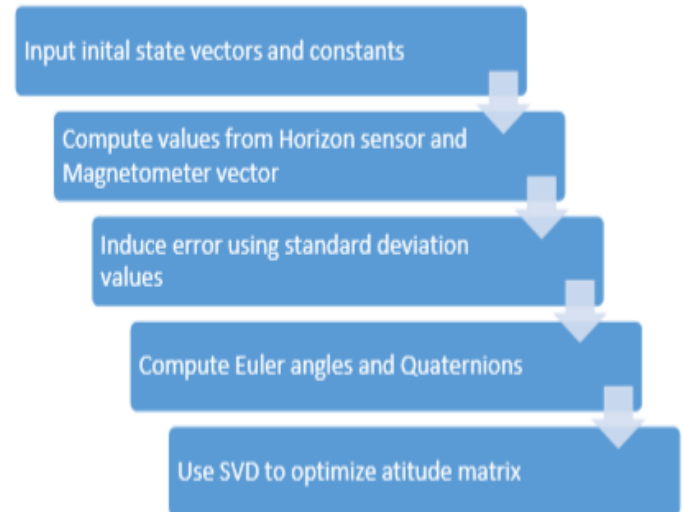 Input inital state vectors and constants
Compute values from Horizon sensor and
Magnetometer vector
Induce error using standard deviation
values
Compute Euler angles and Quaternions
Use SVD to optimize atitude matrix